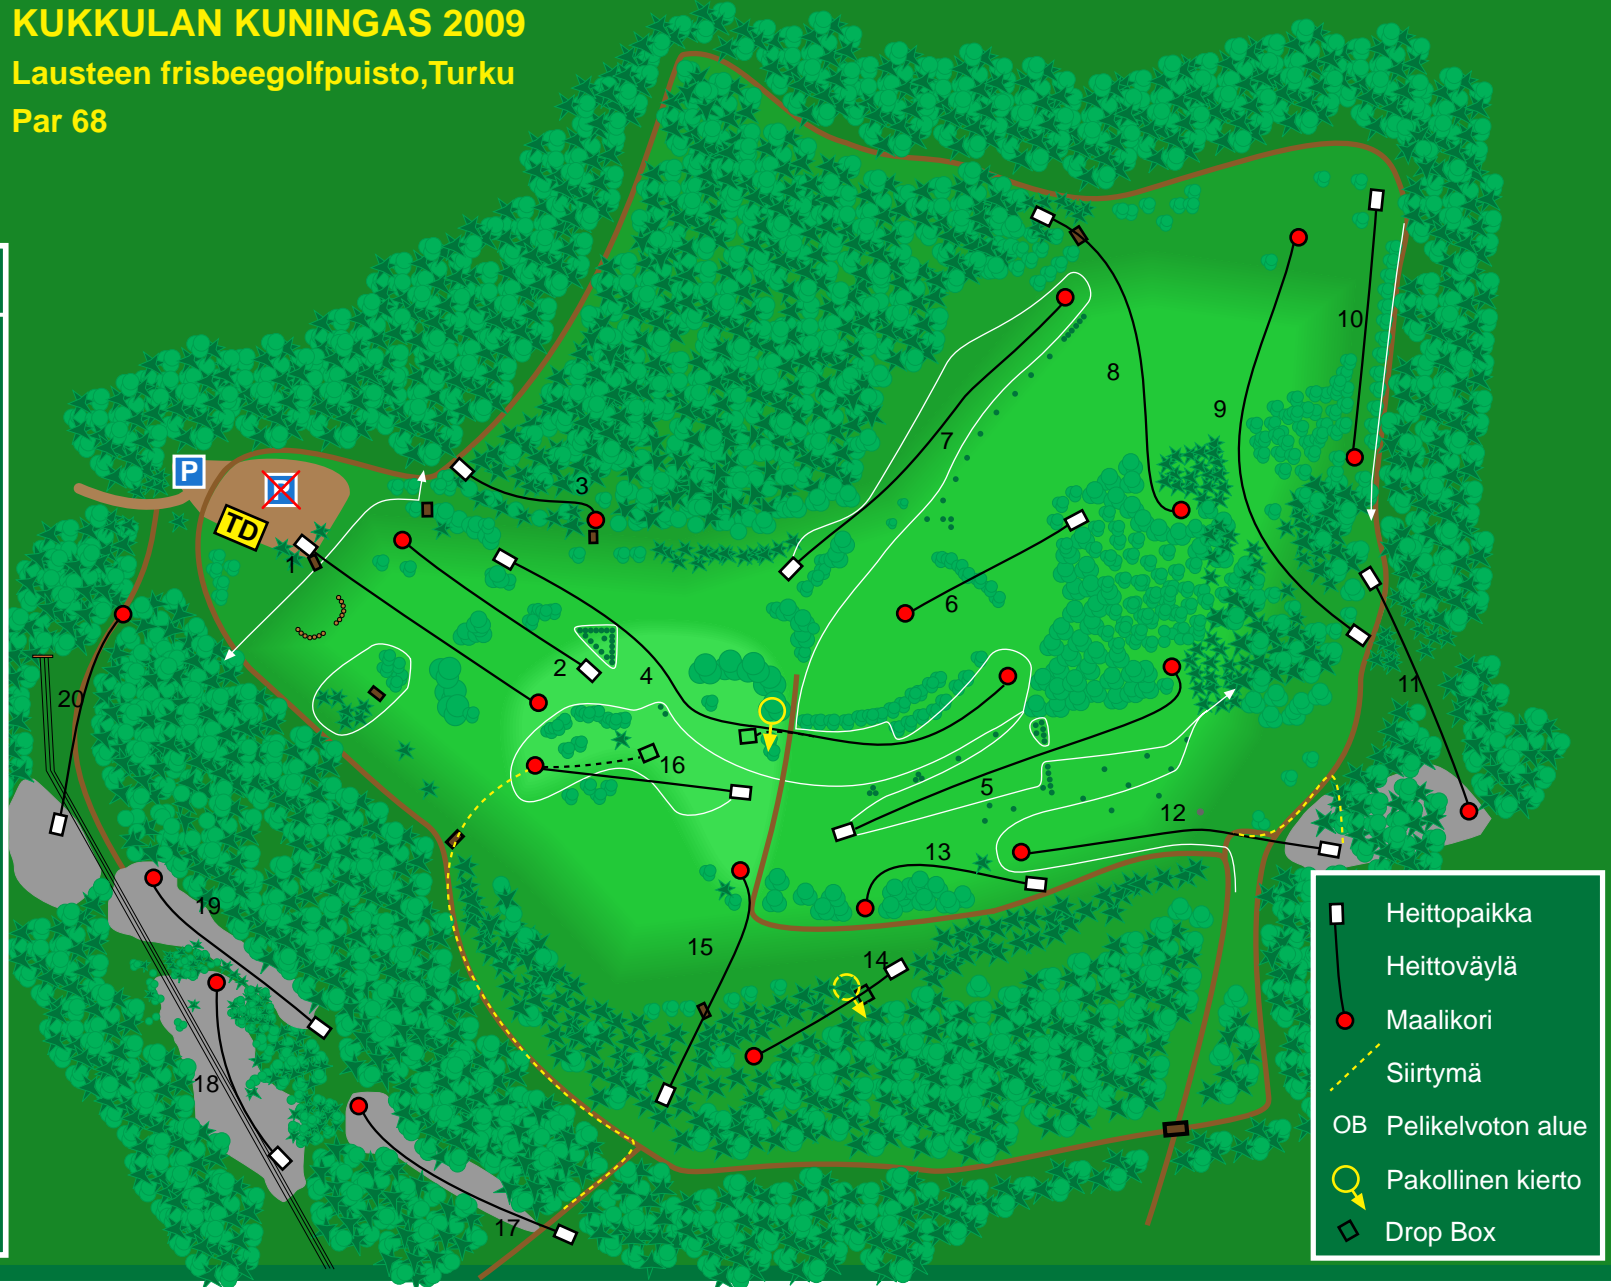 KUKKULAN KUNINGAS 2009
Lausteen frisbeegolfpuisto,Turku
Par 68
P
P
TD
1
2
3
4
5
6
7
8
9
10
11
12
13
14
15
16
17
18
19
20
Heittopaikka
Heittoväylä
Maalikori
Siirtymä
OB Pelikelvoton alue
Pakollinen kierto
Drop Box